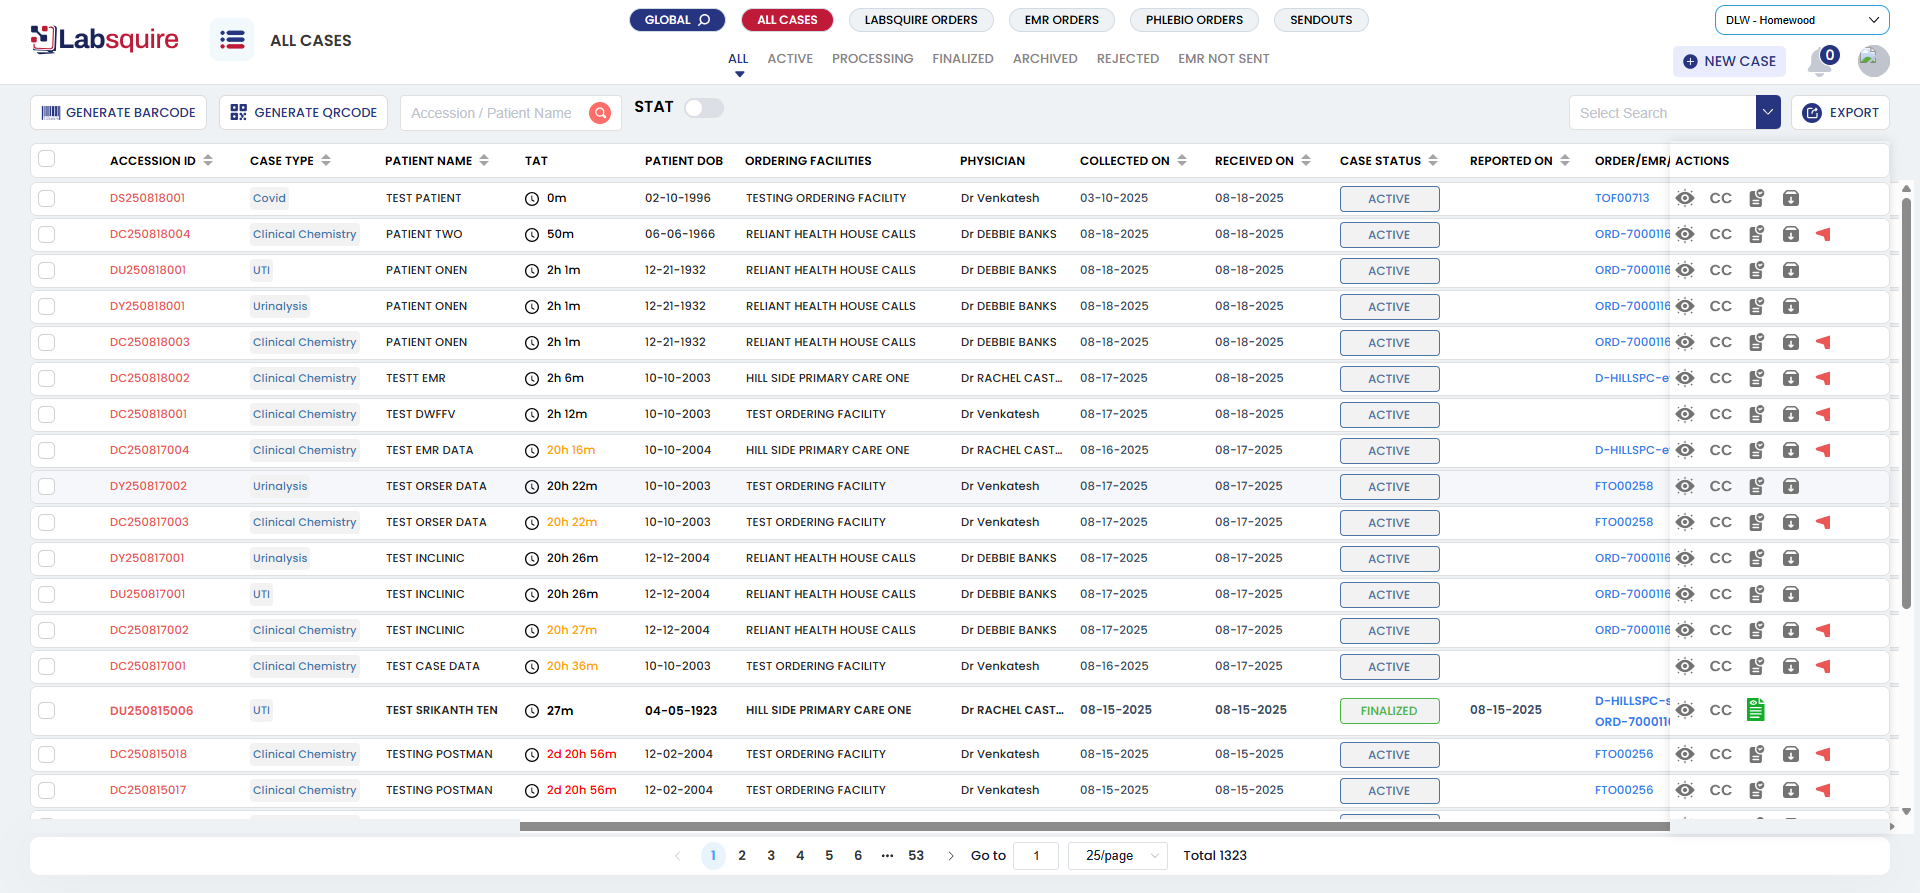 Labsquire
ALL CASES
GLOBAL
ALL CASES
LABSQUIRE ORDERS
EMR ORDERS
PHLEBIO ORDERS
SENDOUTS
ALL
ACTIVE
PROCESSING
FINALIZED
ARCHIVED
REJECTED
EMR NOT SENT
DLW - Homewood
NEW CASE
0
GENERATE BARCODE
GENERATE QRCODE
Accession / Patient Name
STAT
Select Search
EXPORT
ACCESSION ID CASE TYPE PATIENT NAME TAT PATIENT DOB ORDERING FACILITIES PHYSICIAN COLLECTED ON RECEIVED ON CASE STATUS REPORTED ON ORDER/EMR/ ACTIONS
DS250818001 Covid TEST PATIENT 0m 02-10-1996 TESTING ORDERING FACILITY Dr Venkatesh 03-10-2025 08-18-2025 ACTIVE TOF00713 CC
DC250818004 Clinical Chemistry PATIENT TWO 50m 06-06-1966 RELIANT HEALTH HOUSE CALLS Dr DEBBIE BANKS 08-18-2025 08-18-2025 ACTIVE ORD-7000116 CC
DU250818001 UTI PATIENT ONEN 2h 1m 12-21-1932 RELIANT HEALTH HOUSE CALLS Dr DEBBIE BANKS 08-18-2025 08-18-2025 ACTIVE ORD-7000116 CC
DY250818001 Urinalysis PATIENT ONEN 2h 1m 12-21-1932 RELIANT HEALTH HOUSE CALLS Dr DEBBIE BANKS 08-18-2025 08-18-2025 ACTIVE ORD-7000116 CC
DC250818003 Clinical Chemistry PATIENT ONEN 2h 1m 12-21-1932 RELIANT HEALTH HOUSE CALLS Dr DEBBIE BANKS 08-18-2025 08-18-2025 ACTIVE ORD-7000116 CC
DC250818002 Clinical Chemistry TESTT EMR 2h 6m 10-10-2003 HILL SIDE PRIMARY CARE ONE Dr RACHEL CAST... 08-17-2025 08-18-2025 ACTIVE D-HILLSPC-e CC
DC250818001 Clinical Chemistry TEST DWFFV 2h 12m 10-10-2003 TEST ORDERING FACILITY Dr Venkatesh 08-17-2025 08-18-2025 ACTIVE CC
DC250817004 Clinical Chemistry TEST EMR DATA 20h 16m 10-10-2004 HILL SIDE PRIMARY CARE ONE Dr RACHEL CAST... 08-16-2025 08-17-2025 ACTIVE D-HILLSPC-e CC
DY250817002 Urinalysis TEST ORSER DATA 20h 22m 10-10-2003 TEST ORDERING FACILITY Dr Venkatesh 08-17-2025 08-17-2025 ACTIVE FTO00258 CC
DC250817003 Clinical Chemistry TEST ORSER DATA 20h 22m 10-10-2003 TEST ORDERING FACILITY Dr Venkatesh 08-17-2025 08-17-2025 ACTIVE FTO00258 CC
DY250817001 Urinalysis TEST INCLINIC 20h 26m 12-12-2004 RELIANT HEALTH HOUSE CALLS Dr DEBBIE BANKS 08-17-2025 08-17-2025 ACTIVE ORD-7000116 CC
DU250817001 UTI TEST INCLINIC 20h 26m 12-12-2004 RELIANT HEALTH HOUSE CALLS Dr DEBBIE BANKS 08-17-2025 08-17-2025 ACTIVE ORD-7000116 CC
DC250817002 Clinical Chemistry TEST INCLINIC 20h 27m 12-12-2004 RELIANT HEALTH HOUSE CALLS Dr DEBBIE BANKS 08-17-2025 08-17-2025 ACTIVE ORD-7000116 CC
DC250817001 Clinical Chemistry TEST CASE DATA 20h 36m 10-10-2003 TEST ORDERING FACILITY Dr Venkatesh 08-16-2025 08-17-2025 ACTIVE CC
DU250815006 UTI TEST SRIKANTH TEN 27m 04-05-1923 HILL SIDE PRIMARY CARE ONE Dr RACHEL CAST... 08-15-2025 08-15-2025 FINALIZED 08-15-2025 D-HILLSPC-s CC
ORD-7000116
DC250815018 Clinical Chemistry TESTING POSTMAN 2d 20h 56m 12-02-2004 TEST ORDERING FACILITY Dr Venkatesh 08-15-2025 08-15-2025 ACTIVE FTO00256 CC
DC250815017 Clinical Chemistry TESTING POSTMAN 2d 20h 56m 12-02-2004 TEST ORDERING FACILITY Dr Venkatesh 08-15-2025 08-15-2025 ACTIVE FTO00256 CC
1 2 3 4 5 6 ••• 53 Go to 1 25/page Total 1323